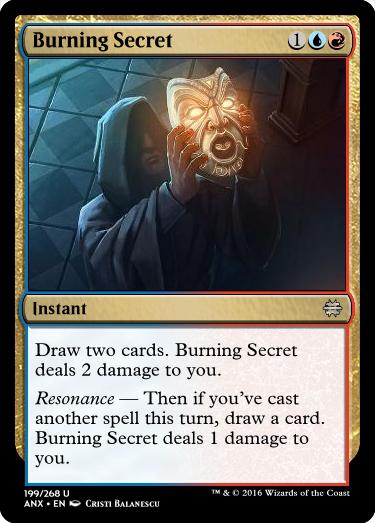 Burning Secret 1
Instant
Draw two cards. Burning Secret
deals 2 damage to you.
Resonance — Then if you've cast
another spell this turn, draw a card.
Burning Secret deals 1 damage to
you.
199/268 U
ANX • EN Cristi Balanescu
™ & © 2016 Wizards of the Coast